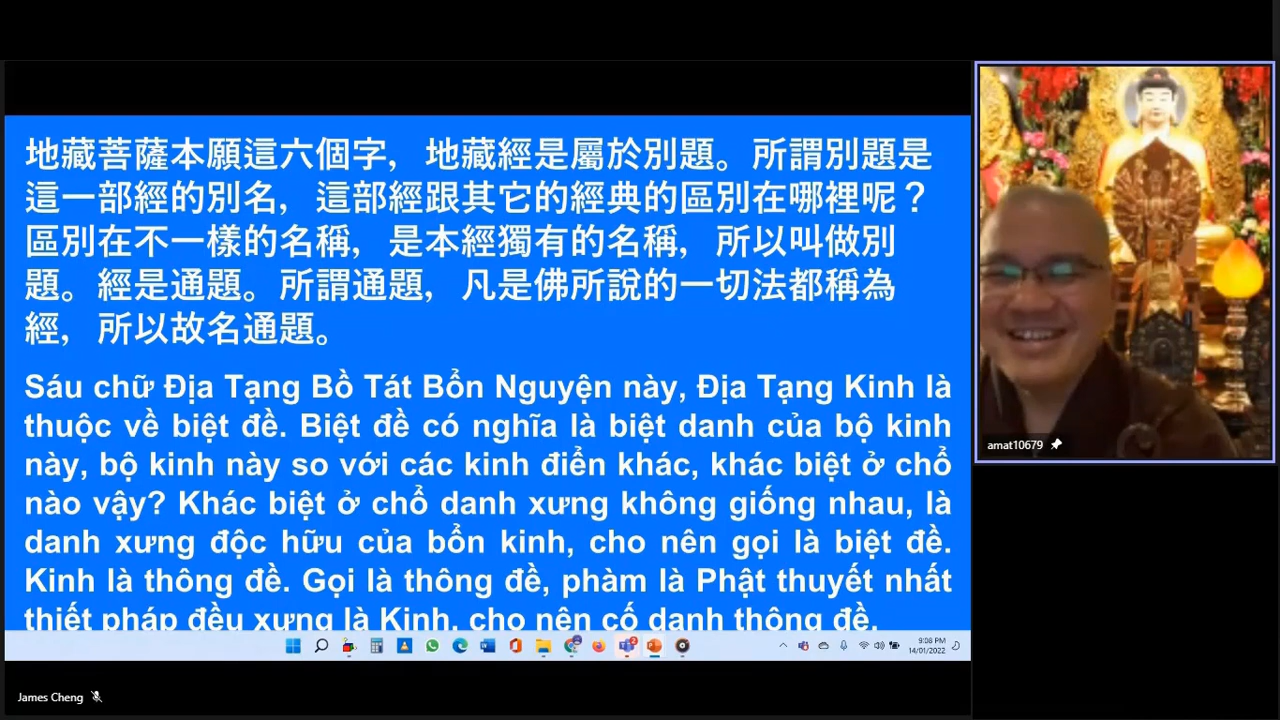 地藏菩薩本願這六個字，地藏經是屬於別題。所謂別題是
這一部經的別名，這部經跟其它的經典的區別在哪裡呢？
區別在不一樣的名稱，是本經獨有的名稱，所以叫做別
題。經是通題。所謂通題，凡是佛所說的一切法都稱為
經，所以故名通題。
Sáu chữ Địa Tạng Bồ Tát Bổn Nguyện này, Địa Tạng Kinh là
thuộc về biệt đề. Biệt đề có nghĩa là biệt danh của bộ kinh
này, bộ kinh này so với các kinh điển khác, khác biệt ở chổ
nào vậy? Khác biệt ở chổ danh xưng không giống nhau, là
danh xưng độc hữu của bổn kinh, cho nên gọi là biệt đề.
Kinh là thông đề. Gọi là thông đề, phàm là Phật thuyết nhất
thiết pháp đều xưng là Kinh, cho nên cố danh thông đề.
amat10679
9:08 PM
14/01/2022
James Cheng